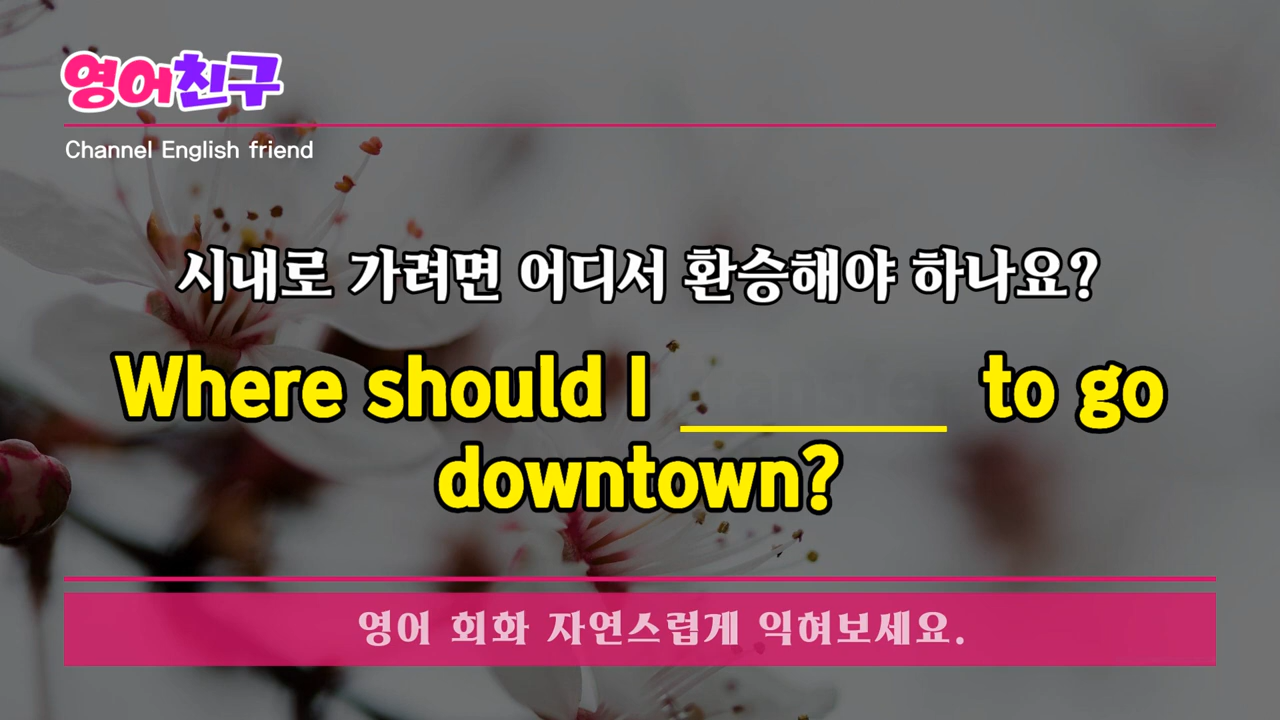 영어친구
Channel English friend
시내로 가려면 어디서 환승해야 하나요?
Where should I ________ to go
downtown?
영어 회화 자연스럽게 익혀보세요.